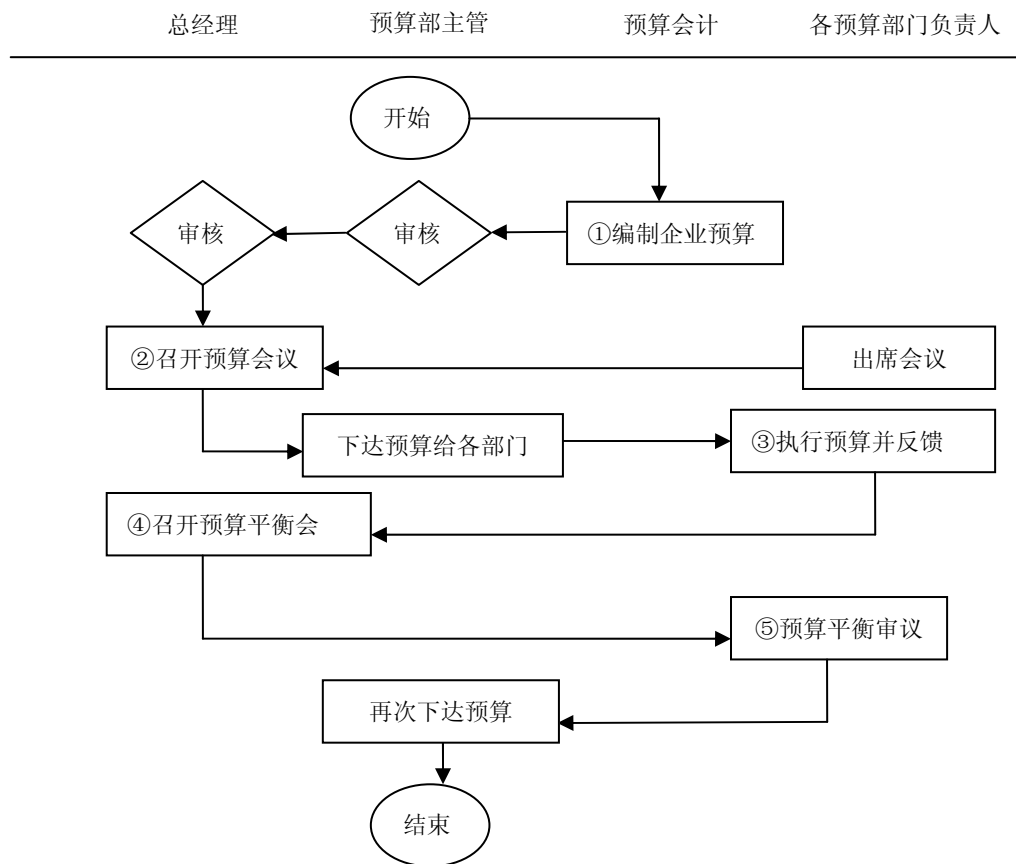 总经理 预算部主管 预算会计 各预算部门负责人
开始
审核 审核 ①编制企业预算
②召开预算会议 出席会议
下达预算给各部门 ③执行预算并反馈
④召开预算平衡会
⑤预算平衡审议
再次下达预算
结束